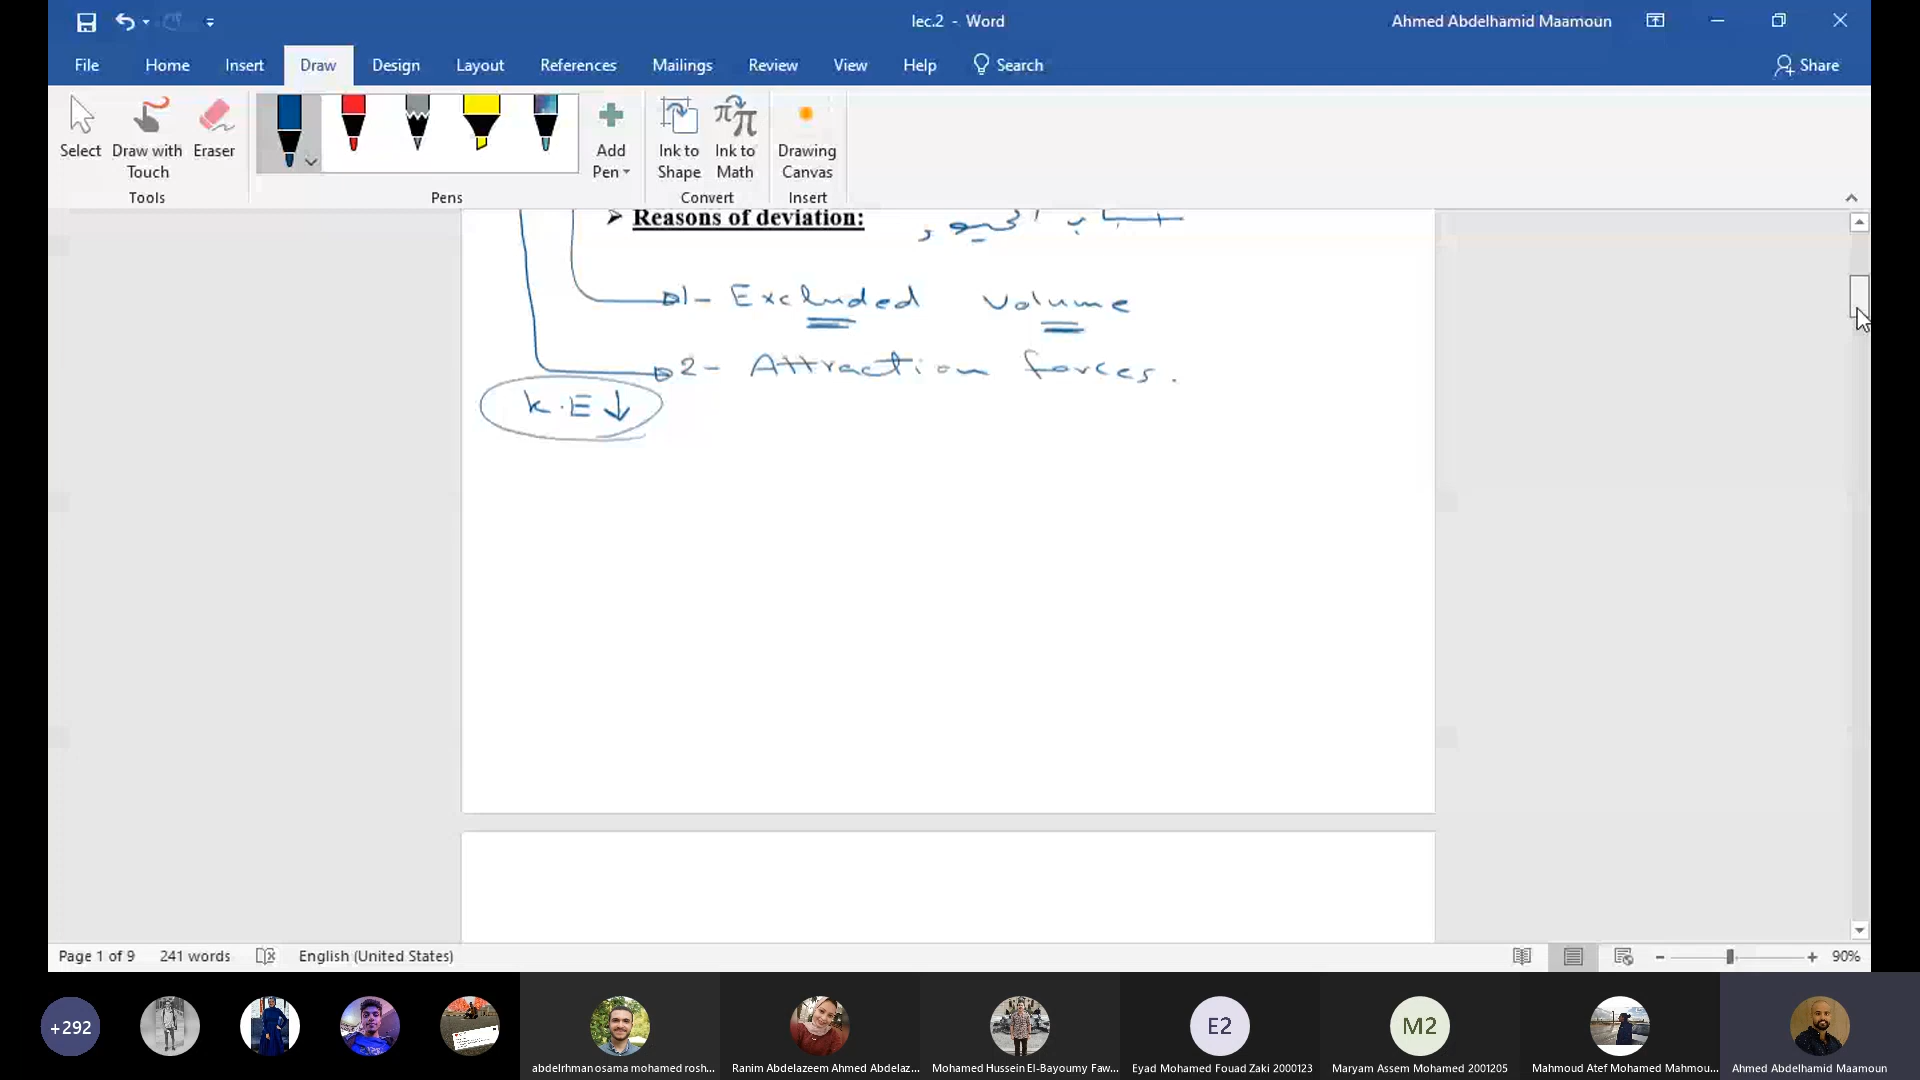 lec.2 - Word
Ahmed Abdelhamid Maamoun
File Home Insert Draw Design Layout References Mailings Review View Help Search Share
Select
Draw with Touch
Eraser
Add Pen
Ink to Shape
Ink to Math
Drawing Canvas
Tools Pens Convert Insert
➤ Reasons of deviation:
1- Excluded volume
2- Attraction forces.
K.E ↓
Page 1 of 9 241 words English (United States) 90%
+292
E2
M2
abdelrhman osama mohamed rosh...
Ranim Abdelazeem Ahmed Abdelaz...
Mohamed Hussein El-Bayoumy Faw...
Eyad Mohamed Fouad Zaki 2000123
Maryam Assem Mohamed 2001205
Mahmoud Atef Mohamed Mahmou...
Ahmed Abdelhamid Maamoun